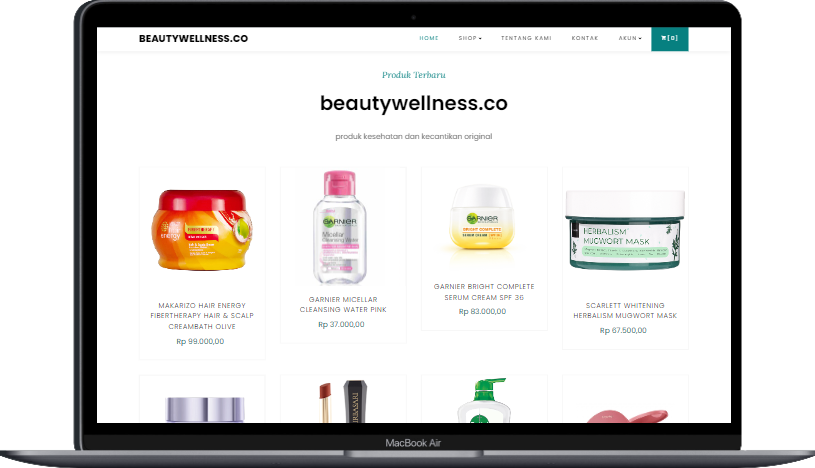 BEAUTYWELLNESS.CO
HOME SHOP TENTANG KAMI KONTAK AKUN [0]
Produk Terbaru
beautywellness.co
produk kesehatan dan kecantikan original
energy
GARNIER
Micellar
Cleansing Water
GARNIER
BRIGHT COMPLETE
HERBALISM
MUGWORT MASK
MAKARIZO HAIR ENERGY
FIBERTHERAPY HAIR & SCALP
CREAMBATH OLIVE
Rp 99.000,00
GARNIER MICELLAR
CLEANSING WATER PINK
Rp 37.000,00
GARNIER BRIGHT COMPLETE
SERUM CREAM SPF 36
Rp 83.000,00
SCARLETT WHITENING
HERBALISM MUGWORT MASK
Rp 67.500,00
MacBook Air